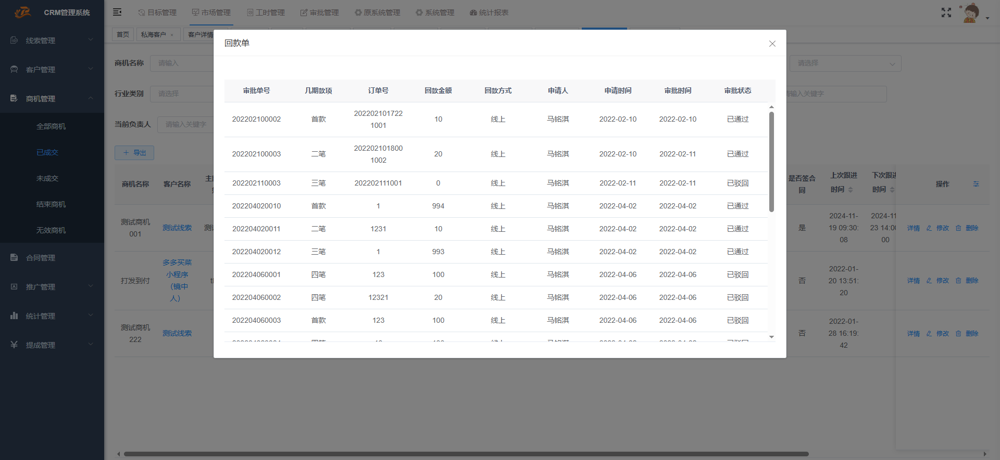 CRM管理系统
目标管理
市场管理
工时管理
审批管理
原系统管理
系统管理
统计报表
首页
私海客户 ×
客户详情
线索管理
客户管理
商机管理
全部商机
已成交
未成交
结束商机
无效商机
合同管理
推广管理
统计管理
提成管理
商机名称 请输入
请选择
行业类别 请选择
输入关键字
当前负责人 请输入关键字
导出
商机名称 客户名称
是否签合
同
上次跟进
时间
下次跟进
时间
操作
测试商机
001
测试线索
是
2024-11-
19 09:30:
08
2024-11
23 14:00
00
详情 修改 删除
打发到付
多多买菜
小程序
（镜中
人）
否
2022-01-
20 13:51:
20
详情 修改 删除
测试商机
222
测试线索
否
2022-01-
28 16:19:
42
详情 修改 删除
回款单
审批单号 几期款项 订单号 回款金额 回款方式 申请人 申请时间 审批时间 审批状态
202202100002 首款 202202101722
1001
10 线上 马铭淇 2022-02-10 2022-02-10 已通过
202202100003 二笔 202202101800
1002
20 线上 马铭淇 2022-02-10 2022-02-11 已通过
202202110003 三笔 202202111001 0 线上 马铭淇 2022-02-11 2022-02-11 已驳回
202204020010 首款 1 994 线上 马铭淇 2022-04-02 2022-04-02 已通过
202204020011 二笔 1231 10 线上 马铭淇 2022-04-02 2022-04-02 已通过
202204020012 三笔 1 993 线上 马铭淇 2022-04-02 2022-04-02 已通过
202204060001 四笔 123 100 线上 马铭淇 2022-04-06 2022-04-06 已驳回
202204060002 四笔 12321 20 线上 马铭淇 2022-04-06 2022-04-06 已驳回
202204060003 首款 123 100 线上 马铭淇 2022-04-06 2022-04-06 已驳回